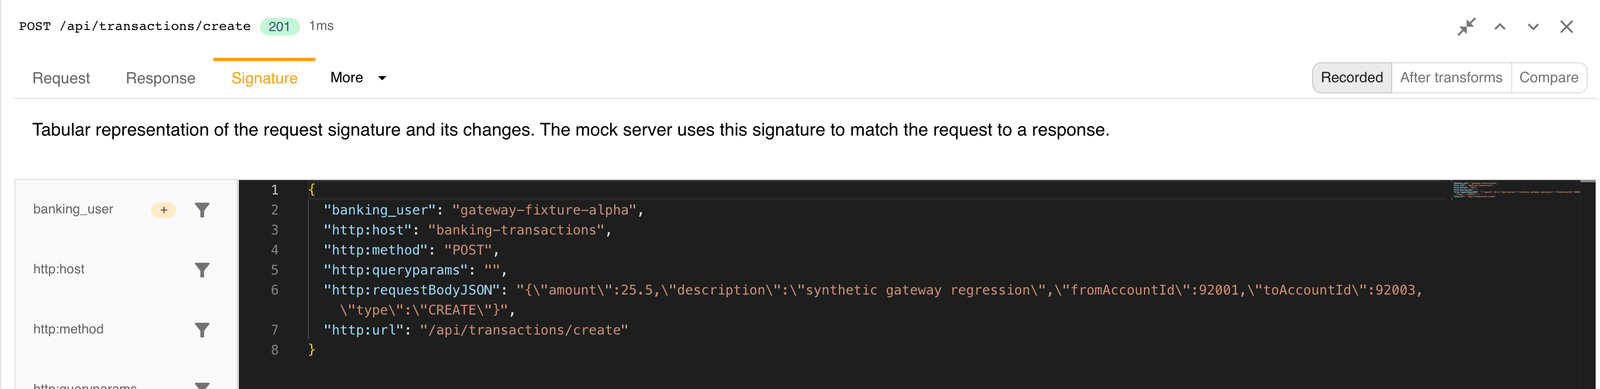 POST /api/transactions/create 201 1ms
Request Response Signature More
Recorded After transforms Compare
Tabular representation of the request signature and its changes. The mock server uses this signature to match the request to a response.
banking_user +
http:host
http:method
http:queryparams
1 {
2 "banking_user": "gateway-fixture-alpha",
3 "http:host": "banking-transactions",
4 "http:method": "POST",
5 "http:queryparams": "",
6 "http:requestBodyJSON": "{\"amount\":25.5,\"description\":\"synthetic gateway regression\",\"fromAccountId\":92001,\"toAccountId\":92003,
\"type\":\"CREATE\"}",
7 "http:url": "/api/transactions/create"
8 }